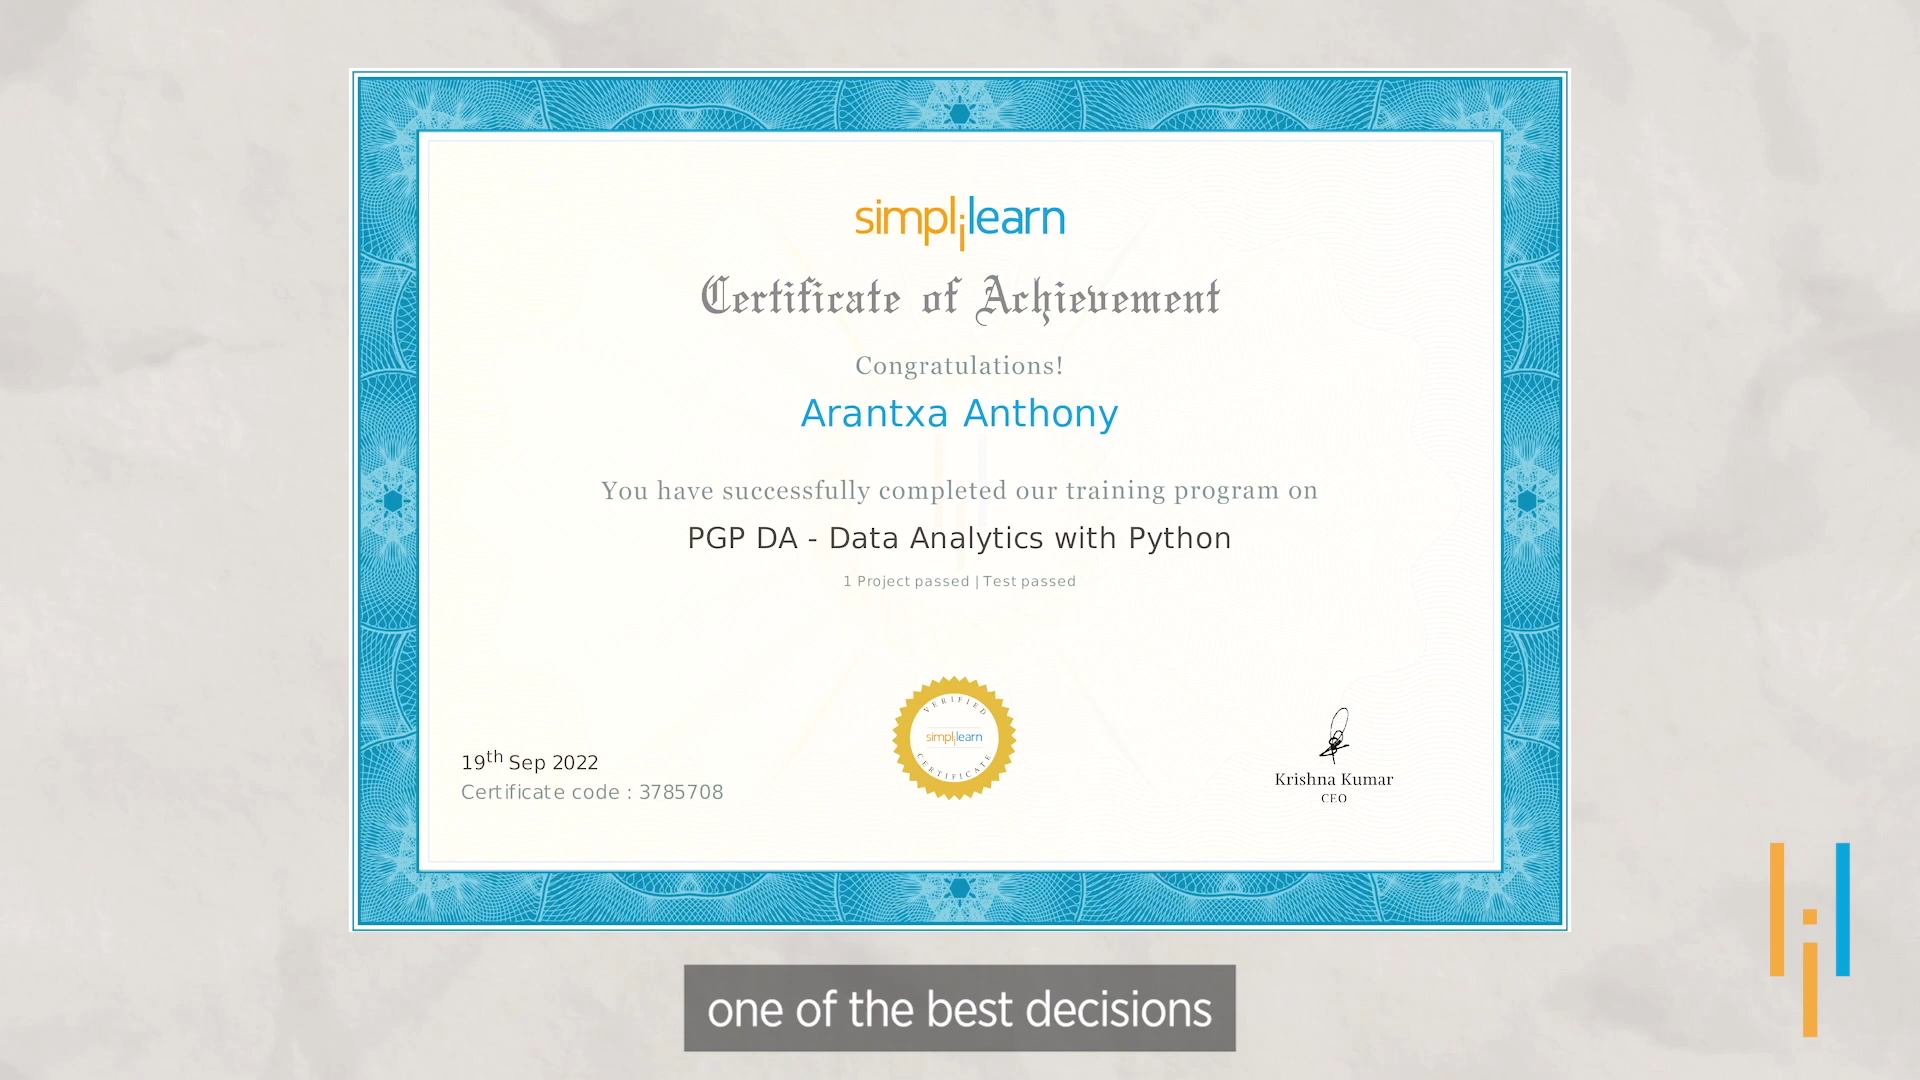 simplilearn
Certificate of Achievement
Congratulations!
Arantxa Anthony
You have successfully completed our training program on
PGP DA - Data Analytics with Python
1 Project passed | Test passed
VERIFIED
simplilearn
CERTIFICATE
19th Sep 2022
Certificate code : 3785708
Krishna Kumar
CEO
one of the best decisions